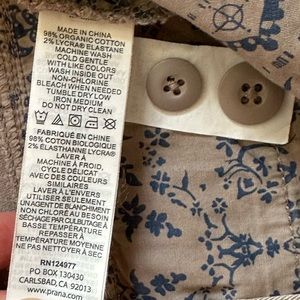 MADE IN CHINA
98% ORGANIC COTTON
2% LYCRA® ELASTANE
MACHINE WASH
COLD GENTLE
WITH LIKE COLORS
WASH INSIDE OUT
NON-CHLORINE
BLEACH WHEN NEEDED
TUMBLE DRY LOW
IRON MEDIUM
DO NOT DRY CLEAN
FABRIQUÉ EN CHINE
98% COTON BIOLOGIQUE
2% ÉLASTHANNE LYCRA®
LAVER À
MACHINE À FROID,
CYCLE DÉLICAT
AVEC DES COULEURS
SIMILAIRES
LAVER À L'ENVERS
UTILISER SEULEMENT
UN AGENT DE BLANCHIMENT
NON CHLORÉ AU BESOIN
SÉCHAGE PAR CULBUTAGE À
BASSE TEMPÉRATURE
REPASSER À
TEMPÉRATURE MOYENNE
NE PAS NETTOYER À SEC
RN124977
PO BOX 130430
CARLSBAD, CA 92013
www.prana.com